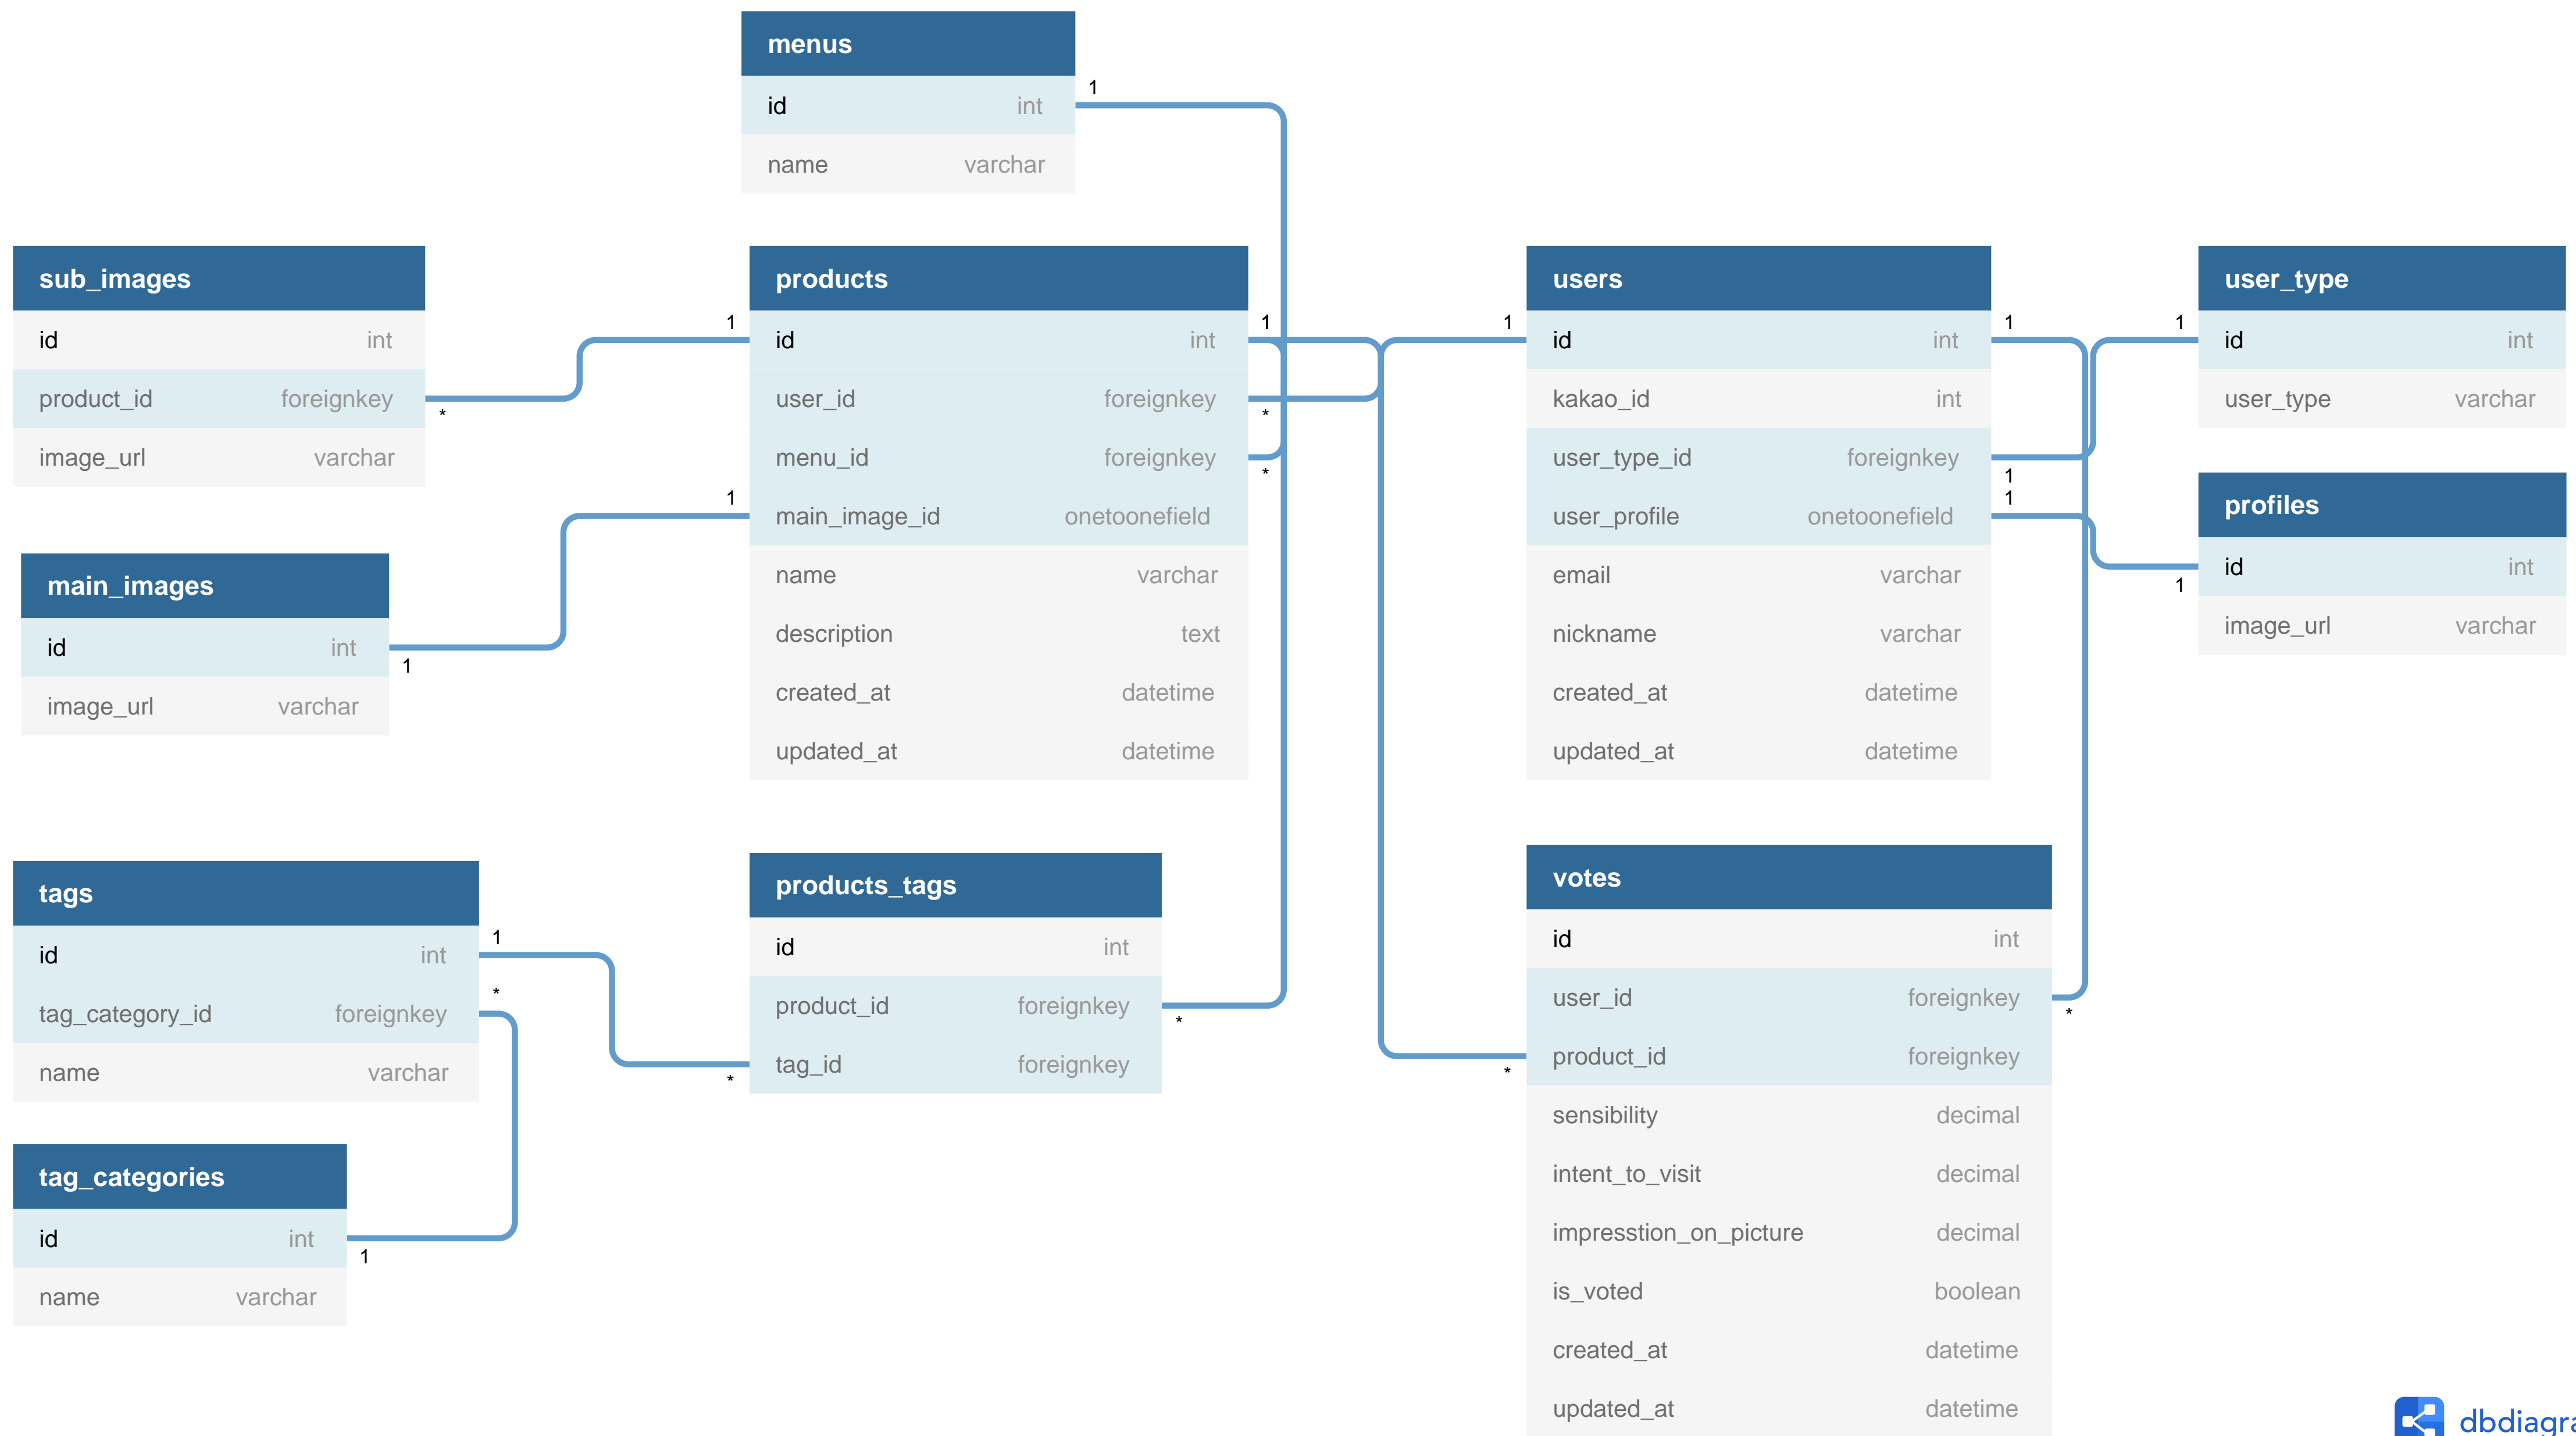 menus
id int
name varchar
1
sub_images
id int
product_id foreignkey
image_url varchar
*
1
main_images
id int
image_url varchar
1
1
products
id int
user_id foreignkey
menu_id foreignkey
main_image_id onetoonefield
name varchar
description text
created_at datetime
updated_at datetime
1
*
*
users
id int
kakao_id int
user_type_id foreignkey
user_profile onetoonefield
email varchar
nickname varchar
created_at datetime
updated_at datetime
1
1
1
1
user_type
id int
user_type varchar
1
profiles
id int
image_url varchar
1
tags
id int
tag_category_id foreignkey
name varchar
1
*
tag_categories
id int
name varchar
1
products_tags
id int
product_id foreignkey
tag_id foreignkey
*
*
votes
id int
user_id foreignkey
product_id foreignkey
sensibility decimal
intent_to_visit decimal
impresstion_on_picture decimal
is_voted boolean
created_at datetime
updated_at datetime
*
*